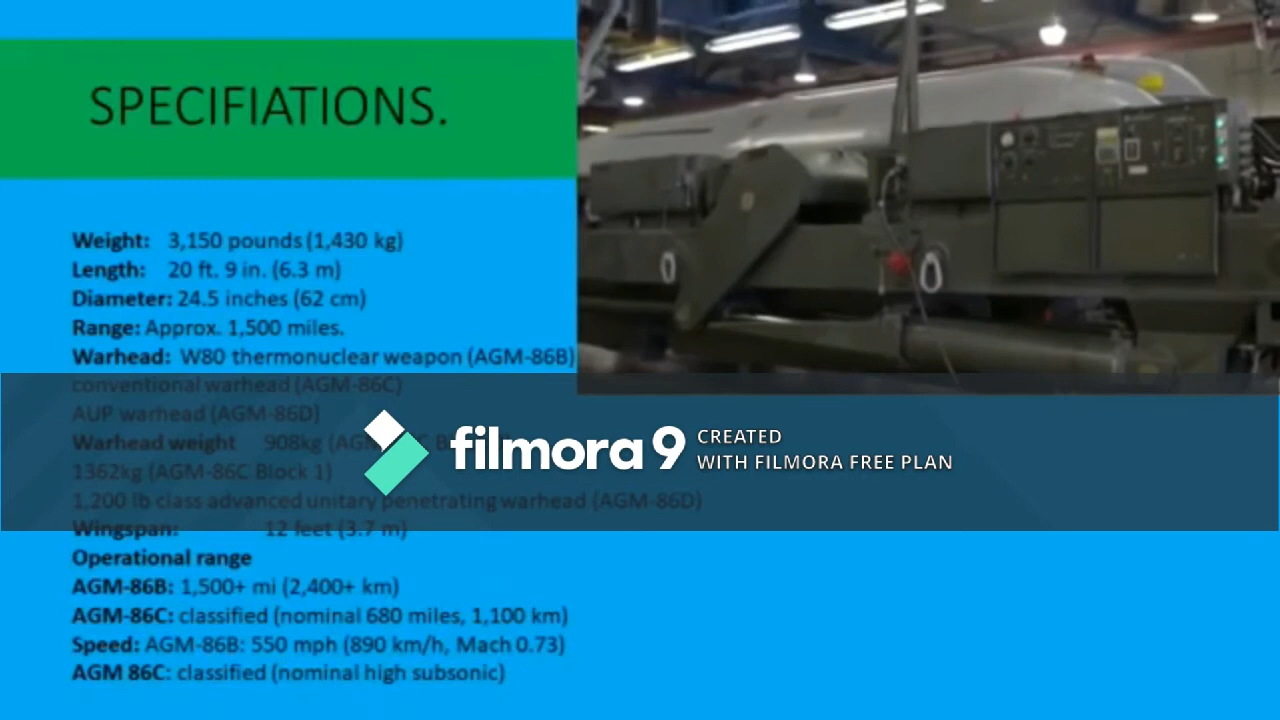 SPECIFIATIONS.
Weight: 3,150 pounds (1,430 kg)
Length: 20 ft. 9 in. (6.3 m)
Diameter: 24.5 inches (62 cm)
Range: Approx. 1,500 miles.
Warhead: W80 thermonuclear weapon (AGM-86B)
conventional warhead (AGM-86C)
AUP warhead (AGM-86D)
Warhead weight 908kg
1362kg (AGM-86C Block 1)
1,200 lb class advanced unitary penetrating warhead (AGM-86D)
Wingspan: 12 feet (3.7 m)
Operational range
AGM-86B: 1,500+ mi (2,400+ km)
AGM-86C: classified (nominal 680 miles, 1,100 km)
Speed: AGM-86B: 550 mph (890 km/h, Mach 0.73)
AGM 86C: classified (nominal high subsonic)
filmora 9
CREATED
WITH FILMORA FREE PLAN